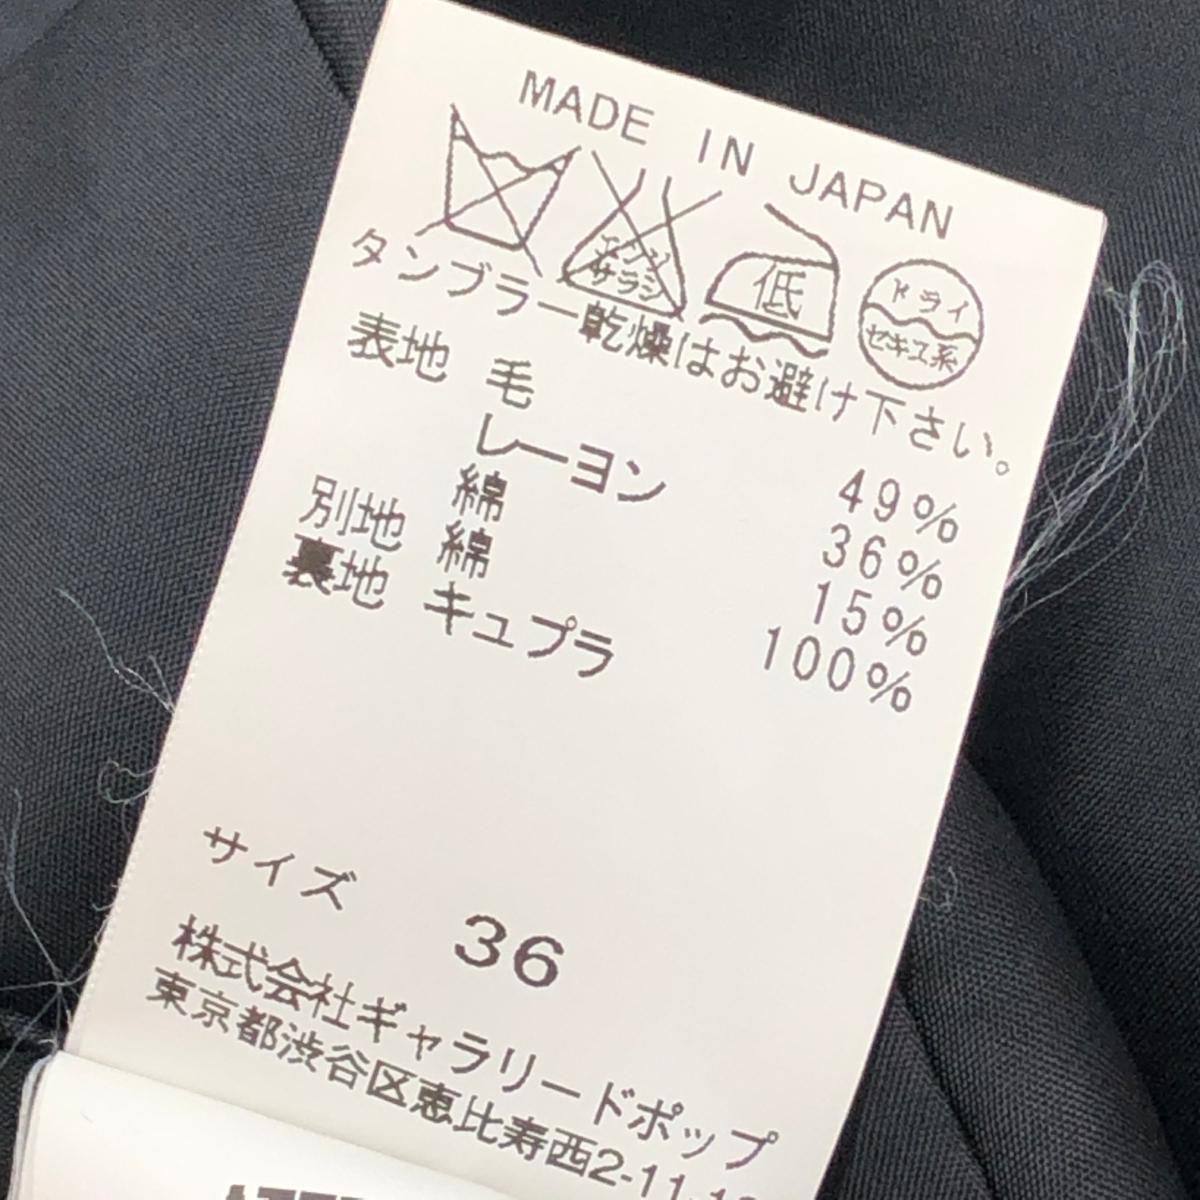 MADE IN JAPAN
エンソ
サラシ
低
ドライ
セキユ系
タンブラー乾燥はお避け下さい。
表地 毛 49%
レーヨン 36%
綿 15%
別地 綿 100%
裏地 キュプラ
サイズ 36
株式会社ギャラリードポップ
東京都渋谷区恵比寿西2-11-